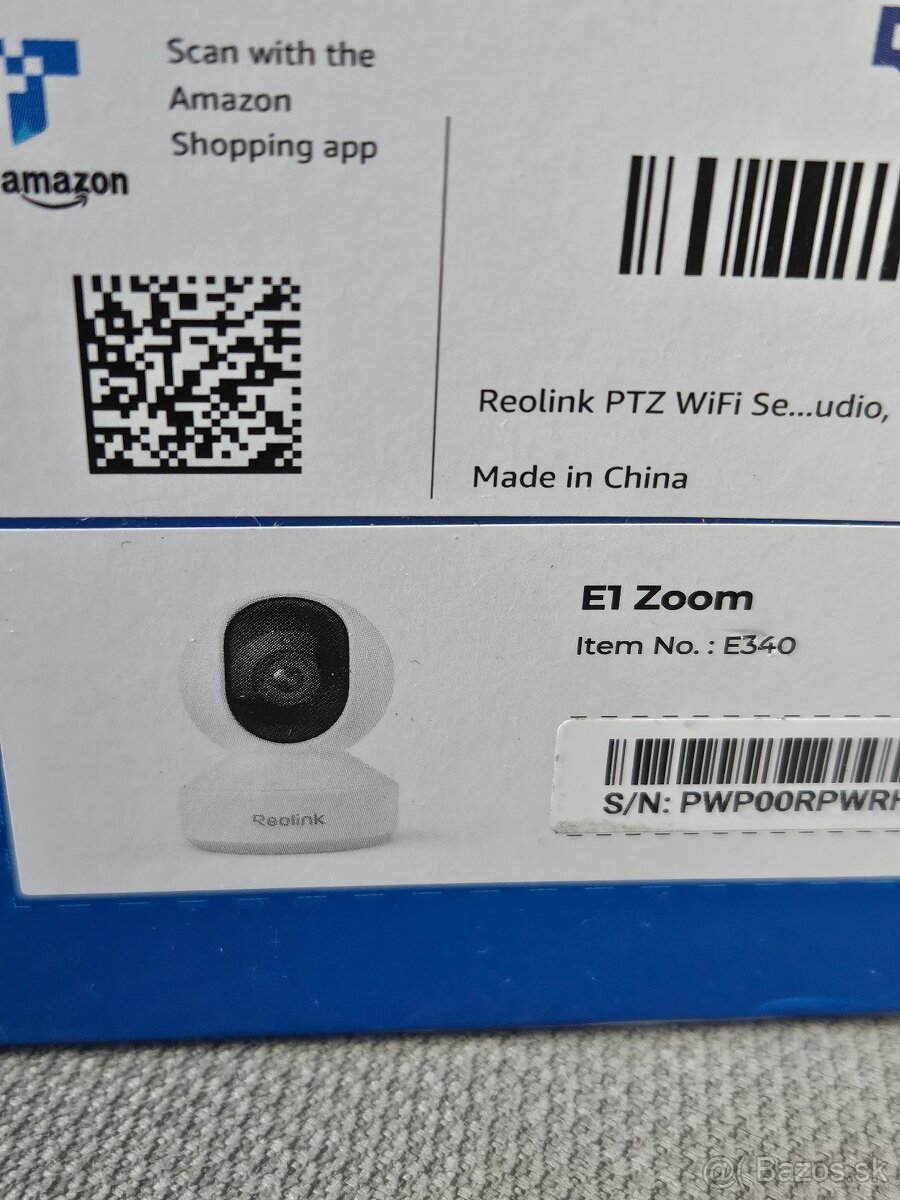 Scan with the
Amazon
Shopping app
amazon
Reolink PTZ WiFi Se...udio,
Made in China
E1 Zoom
Item No. : E340
S/N: PWP00RPWRH
Reolink
Bazos.sk